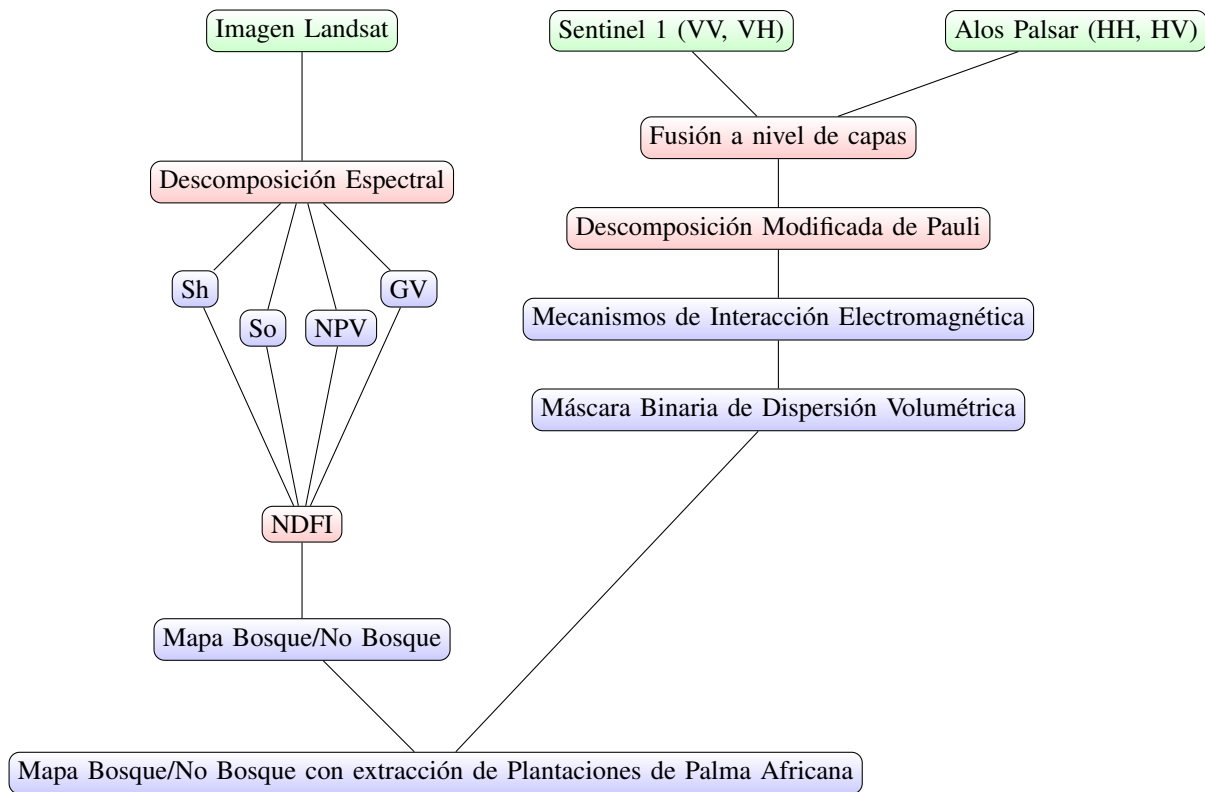 Imagen Landsat
Sentinel 1 (VV, VH)
Alos Palsar (HH, HV)
Fusión a nivel de capas
Descomposición Espectral
Descomposición Modificada de Pauli
Sh
GV
So
NPV
Mecanismos de Interacción Electromagnética
Máscara Binaria de Dispersión Volumétrica
NDFI
Mapa Bosque/No Bosque
Mapa Bosque/No Bosque con extracción de Plantaciones de Palma Africana